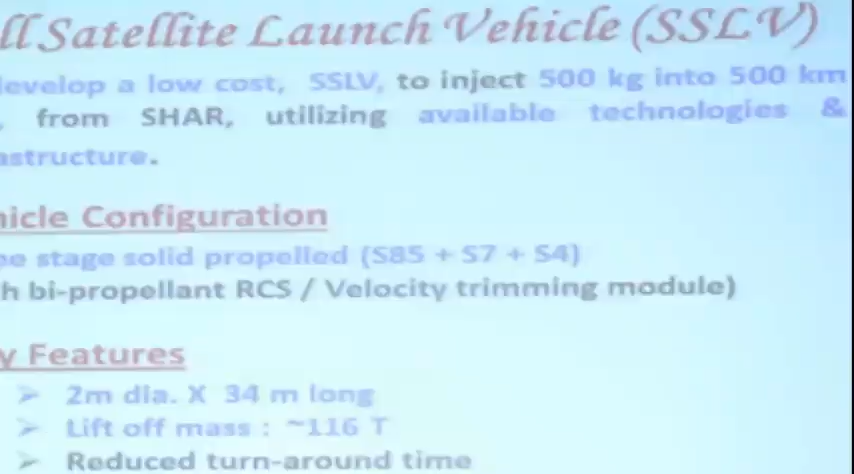 ll Satellite Launch Vehicle (SSLV)
develop a low cost, SSLV, to inject 500 kg into 500 km
, from SHAR, utilizing available technologies &
astructure.
hicle Configuration
ee stage solid propelled (S85 + S7 + S4)
h bi-propellant RCS / Velocity trimming module)
y Features
➢ 2m dia. X 34 m long
➢ Lift off mass : ~116 T
➢ Reduced turn-around time